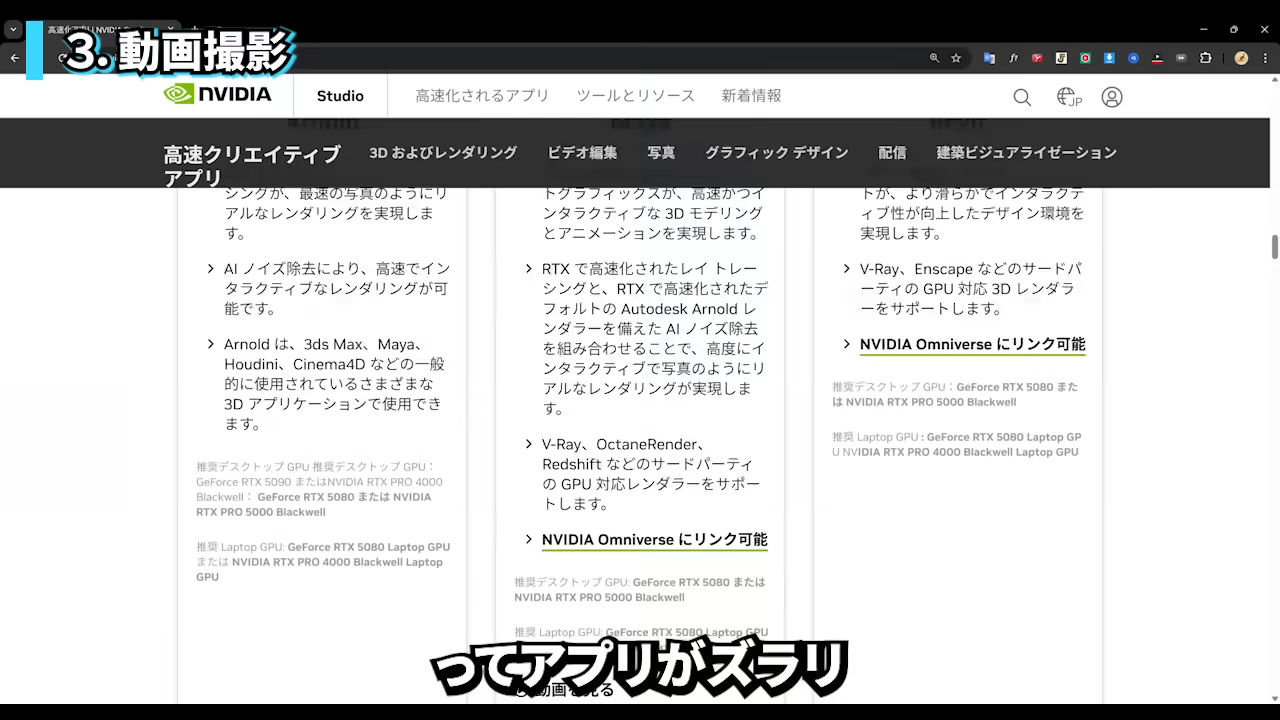 3.動画撮影
NVIDIA
Studio
高速化されるアプリ
ツールとリソース
新着情報
JP
高速クリエイティブ
アプリ
3D およびレンダリング
ビデオ編集
写真
グラフィック デザイン
配信
建築ビジュアライゼーション
シングが、最速の写真のようにリ
アルなレンダリングを実現しま
す。
AI ノイズ除去により、高速でイン
タラクティブなレンダリングが可
能です。
Arnold は、3ds Max、Maya、
Houdini、Cinema4D などの一般
的に使用されているさまざまな
3D アプリケーションで使用でき
ます。
推奨デスクトップ GPU 推奨デスクトップ GPU：
GeForce RTX 5090 またはNVIDIA RTX PRO 4000
Blackwell： GeForce RTX 5080 または NVIDIA
RTX PRO 5000 Blackwell
推奨 Laptop GPU: GeForce RTX 5080 Laptop GPU
または NVIDIA RTX PRO 4000 Blackwell Laptop
GPU
トグラフィックスが、高速かつイ
ンタラクティブな 3D モデリング
とアニメーションを実現します。
RTX で高速化されたレイ トレー
シングと、RTX で高速化されたデ
フォルトの Autodesk Arnold レ
ンダラーを備えた AI ノイズ除去
を組み合わせることで、高度にイ
ンタラクティブで写真のようにリ
アルなレンダリングが実現しま
す。
V-Ray、OctaneRender、
Redshift などのサードパーティ
の GPU 対応レンダラーをサポー
トします。
NVIDIA Omniverse にリンク可能
推奨デスクトップ GPU: GeForce RTX 5080 または
NVIDIA RTX PRO 5000 Blackwell
推奨 Laptop GPU: GeForce RTX 5080 Laptop GPU
動画を見る
トが、より滑らかでインタラクテ
ィブ性が向上したデザイン環境を
実現します。
V-Ray、Enscape などのサードパ
ーティの GPU 対応 3D レンダラ
ーをサポートします。
NVIDIA Omniverse にリンク可能
推奨デスクトップ GPU：GeForce RTX 5080 また
は NVIDIA RTX PRO 5000 Blackwell
推奨 Laptop GPU : GeForce RTX 5080 Laptop GP
U NVIDIA RTX PRO 4000 Blackwell Laptop GPU
ってアプリがズラリ